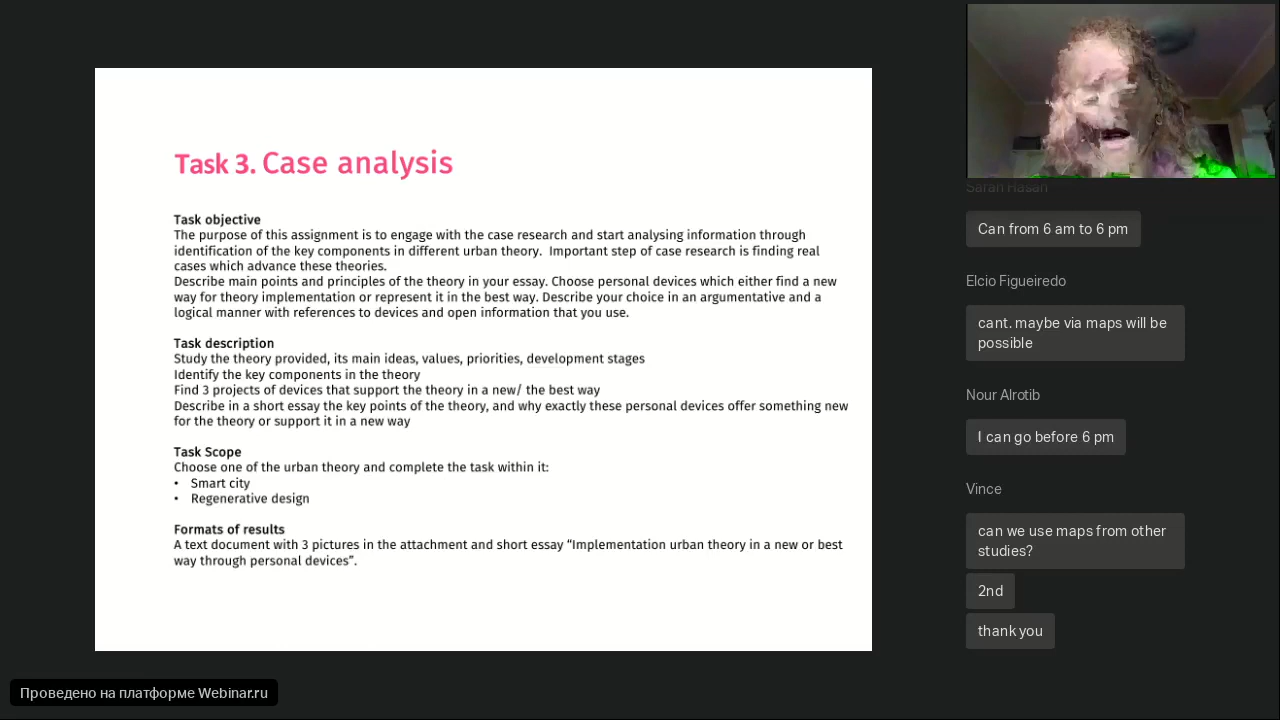 Task 3. Case analysis
Task objective
The purpose of this assignment is to engage with the case research and start analysing information through
identification of the key components in different urban theory.  Important step of case research is finding real
cases which advance these theories.
Describe main points and principles of the theory in your essay. Choose personal devices which either find a new
way for theory implementation or represent it in the best way. Describe your choice in an argumentative and a
logical manner with references to devices and open information that you use.
Task description
Study the theory provided, its main ideas, values, priorities, development stages
Identify the key components in the theory
Find 3 projects of devices that support the theory in a new/ the best way
Describe in a short essay the key points of the theory, and why exactly these personal devices offer something new
for the theory or support it in a new way
Task Scope
Choose one of the urban theory and complete the task within it:
• Smart city
• Regenerative design
Formats of results
A text document with 3 pictures in the attachment and short essay “Implementation urban theory in a new or best
way through personal devices”.
Can from 6 am to 6 pm
Elcio Figueiredo
cant. maybe via maps will be
possible
Nour Alrotib
I can go before 6 pm
Vince
can we use maps from other
studies?
2nd
thank you
Проведено на платформе Webinar.ru